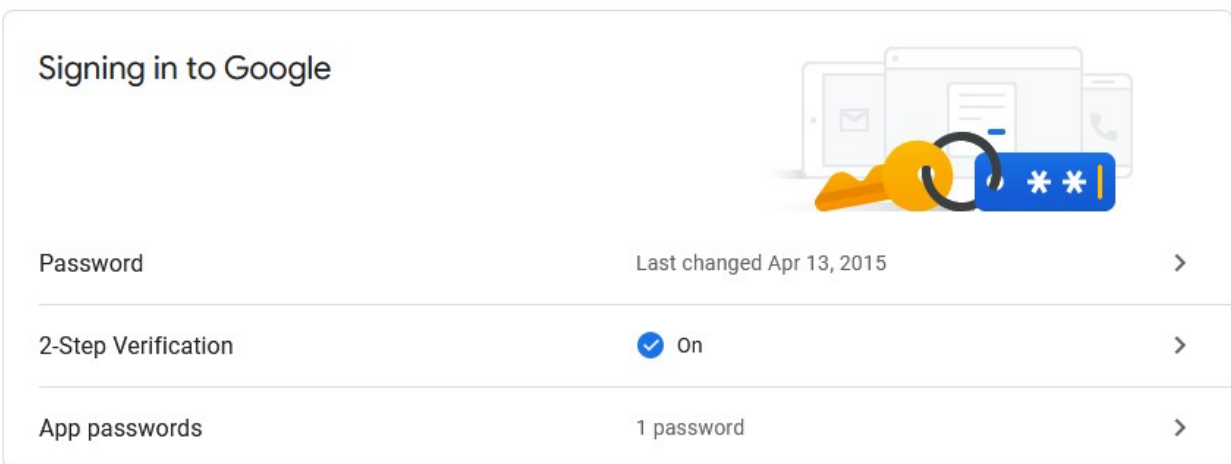 Signing in to Google
* *
Password Last changed Apr 13, 2015
2-Step Verification On
App passwords 1 password